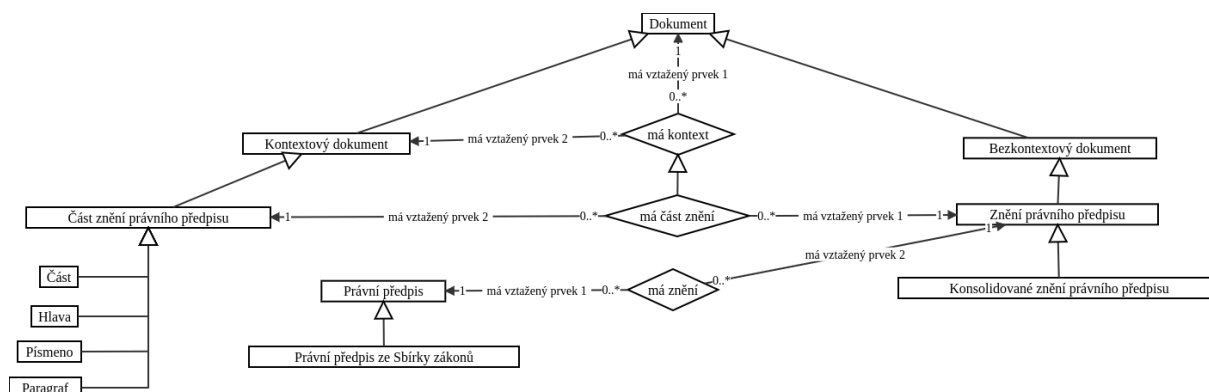 Dokument
1
má vztažený prvek 1
0..*
má kontext
Kontextový dokument
1
má vztažený prvek 2
0..*
Bezkontextový dokument
Část znění právního předpisu
1
má vztažený prvek 2
0..*
má část znění
0..*
má vztažený prvek 1
1
Znění právního předpisu
1
má vztažený prvek 2
0..*
Část
Právní předpis
1
má vztažený prvek 1
0..*
má znění
Konsolidované znění právního předpisu
Hlava
Písmeno
Právní předpis ze Sbírky zákonů
Paragraf